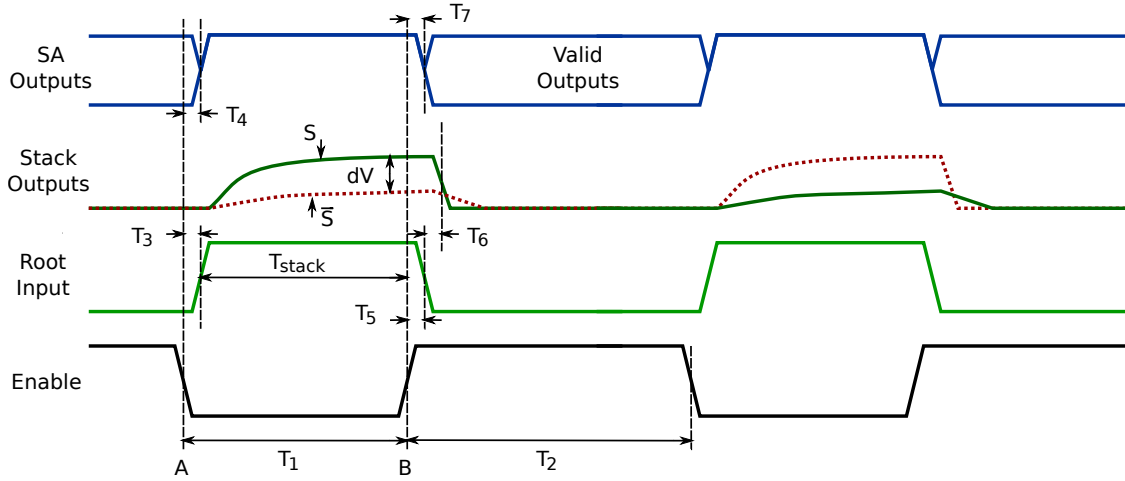 T7
SA
Outputs
Valid
Outputs
T4
S
Stack
Outputs
dV
S̅
T3
T6
Root
Input
Tstack
T5
Enable
T1
T2
A
B